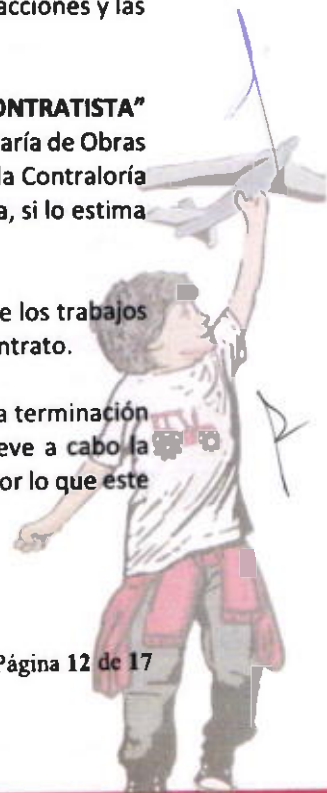 acciones y las
ONTRATISTA"
aría de Obras
la Contraloría
a, si lo estima
e los trabajos
ntrato.
a terminación
eve a cabo la
or lo que este
Página 12 de 17